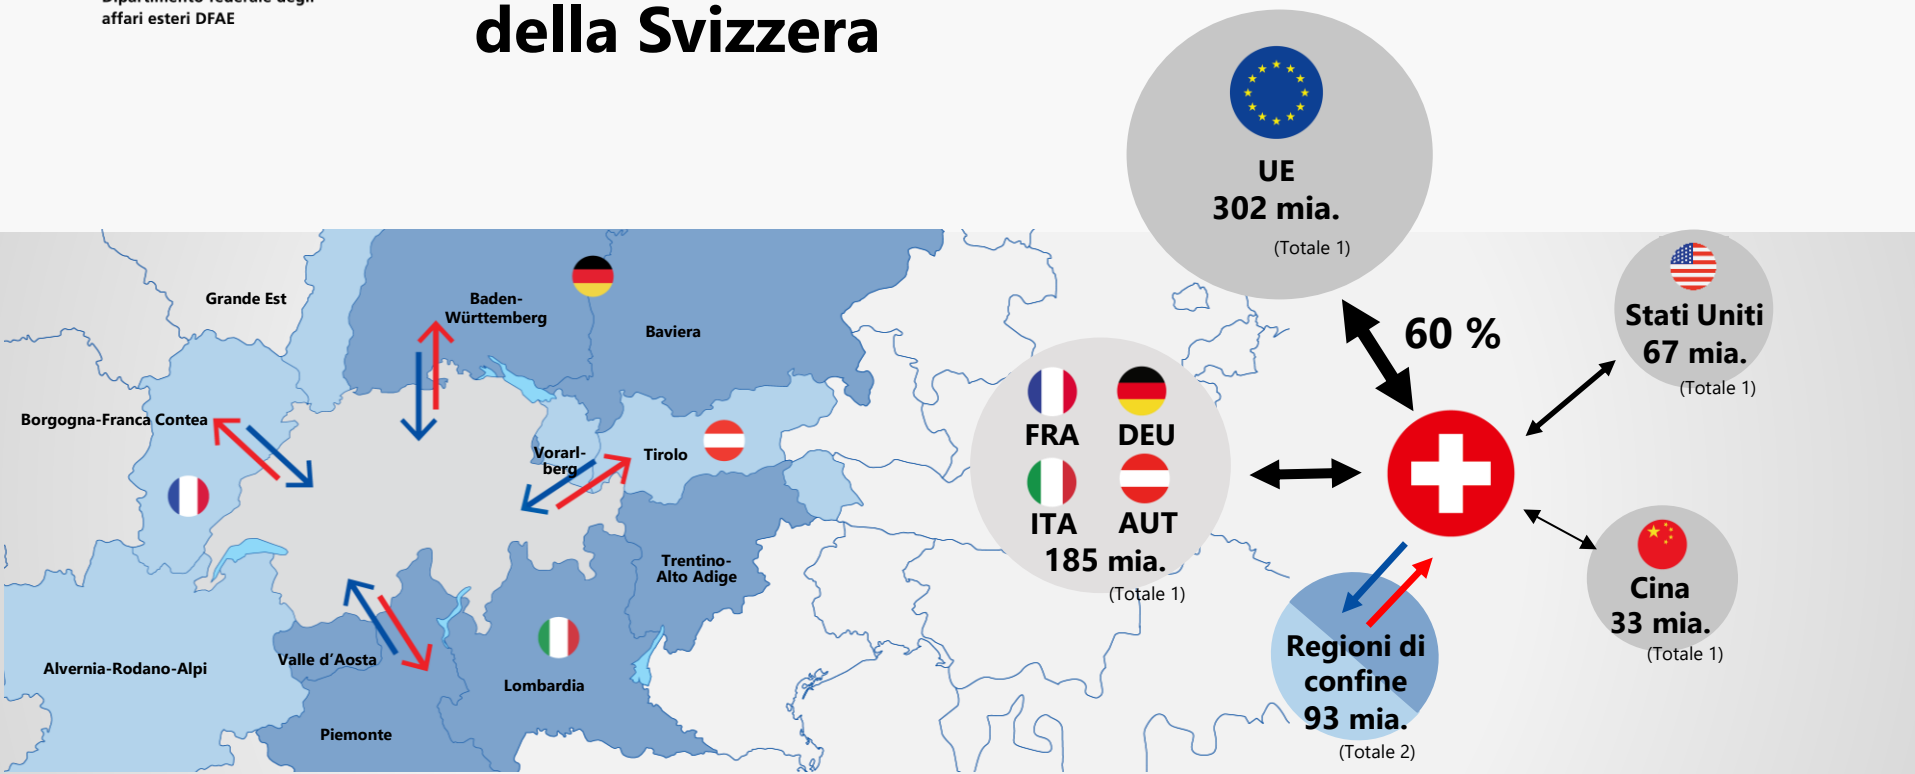 Dipartimento federale degli
affari esteri DFAE
della Svizzera
UE
302 mia.
(Totale 1)
60 %
Stati Uniti
67 mia.
(Totale 1)
FRA DEU
ITA AUT
185 mia.
(Totale 1)
Cina
33 mia.
(Totale 1)
Regioni di
confine
93 mia.
(Totale 2)
Grande Est
Baden-
Württemberg
Baviera
Borgogna-Franca Contea
Vorarl-
berg
Tirolo
Trentino-
Alto Adige
Valle d’Aosta
Alvernia-Rodano-Alpi
Lombardia
Piemonte